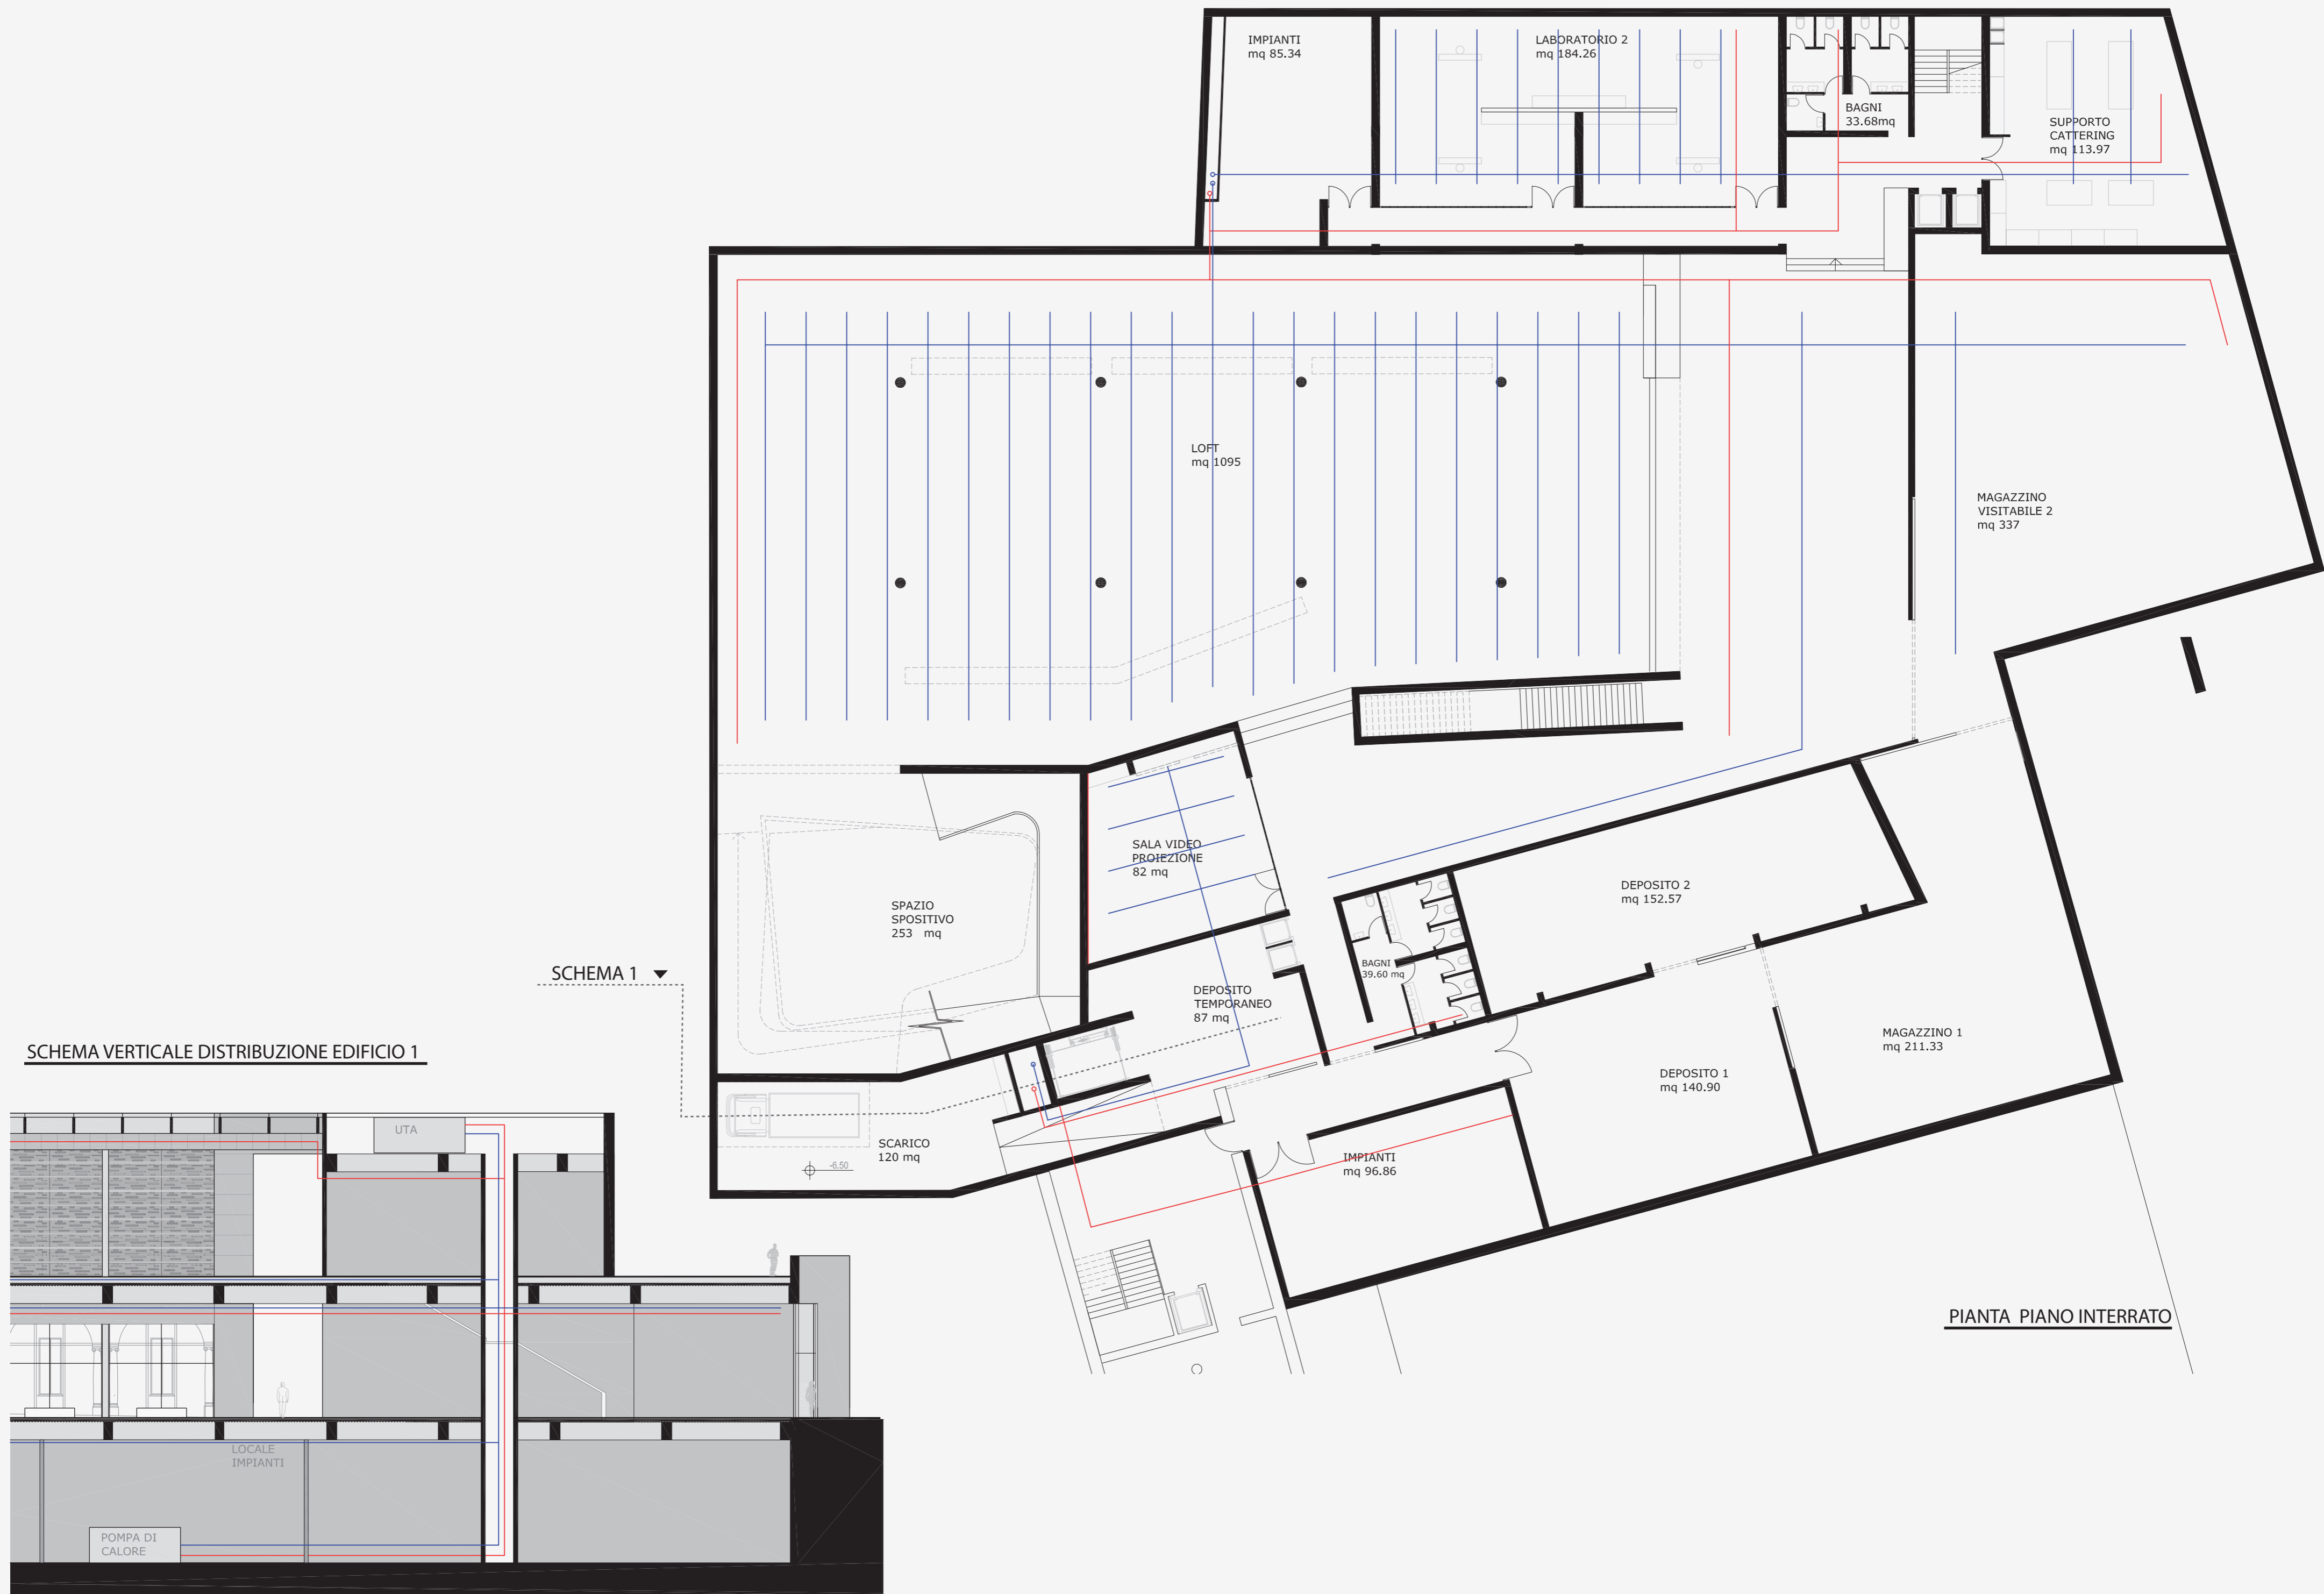 IMPIANTI
mq 85.34
LABORATORIO 2
mq 184.26
BAGNI
33.68mq
SUPPORTO
CATTERING
mq 113.97
LOFT
mq 1095
MAGAZZINO
VISITABILE 2
mq 337
SALA VIDEO
PROIEZIONE
82 mq
SPAZIO
SPOSITIVO
253 mq
DEPOSITO 2
mq 152.57
BAGNI
39.60 mq
SCHEMA 1
DEPOSITO
TEMPORANEO
87 mq
MAGAZZINO 1
mq 211.33
DEPOSITO 1
mq 140.90
SCARICO
120 mq
-6.50
IMPIANTI
mq 96.86
SCHEMA VERTICALE DISTRIBUZIONE EDIFICIO 1
UTA
LOCALE
IMPIANTI
POMPA DI
CALORE
PIANTA PIANO INTERRATO